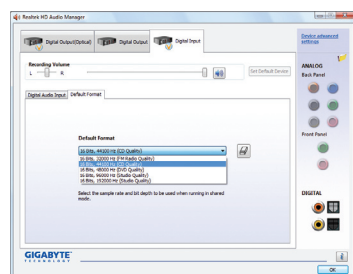 Realtek HD Audio Manager
Digital Output(Optical)
Digital Output
Digital Input
Device advanced settings
Recording Volume
L
R
Set Default Device
ANALOG
Back Panel
Digital Audio Input
Default Format
Default Format
16 Bits, 44100 Hz (CD Quality)
16 Bits, 32000 Hz (FM Radio Quality)
16 Bits, 44100 Hz (CD Quality)
16 Bits, 48000 Hz (DVD Quality)
16 Bits, 96000 Hz (Studio Quality)
16 Bits, 192000 Hz (Studio Quality)
Select the sample rate and bit depth to be used when running in shared mode.
Front Panel
DIGITAL
GIGABYTE
TECHNOLOGY
OK